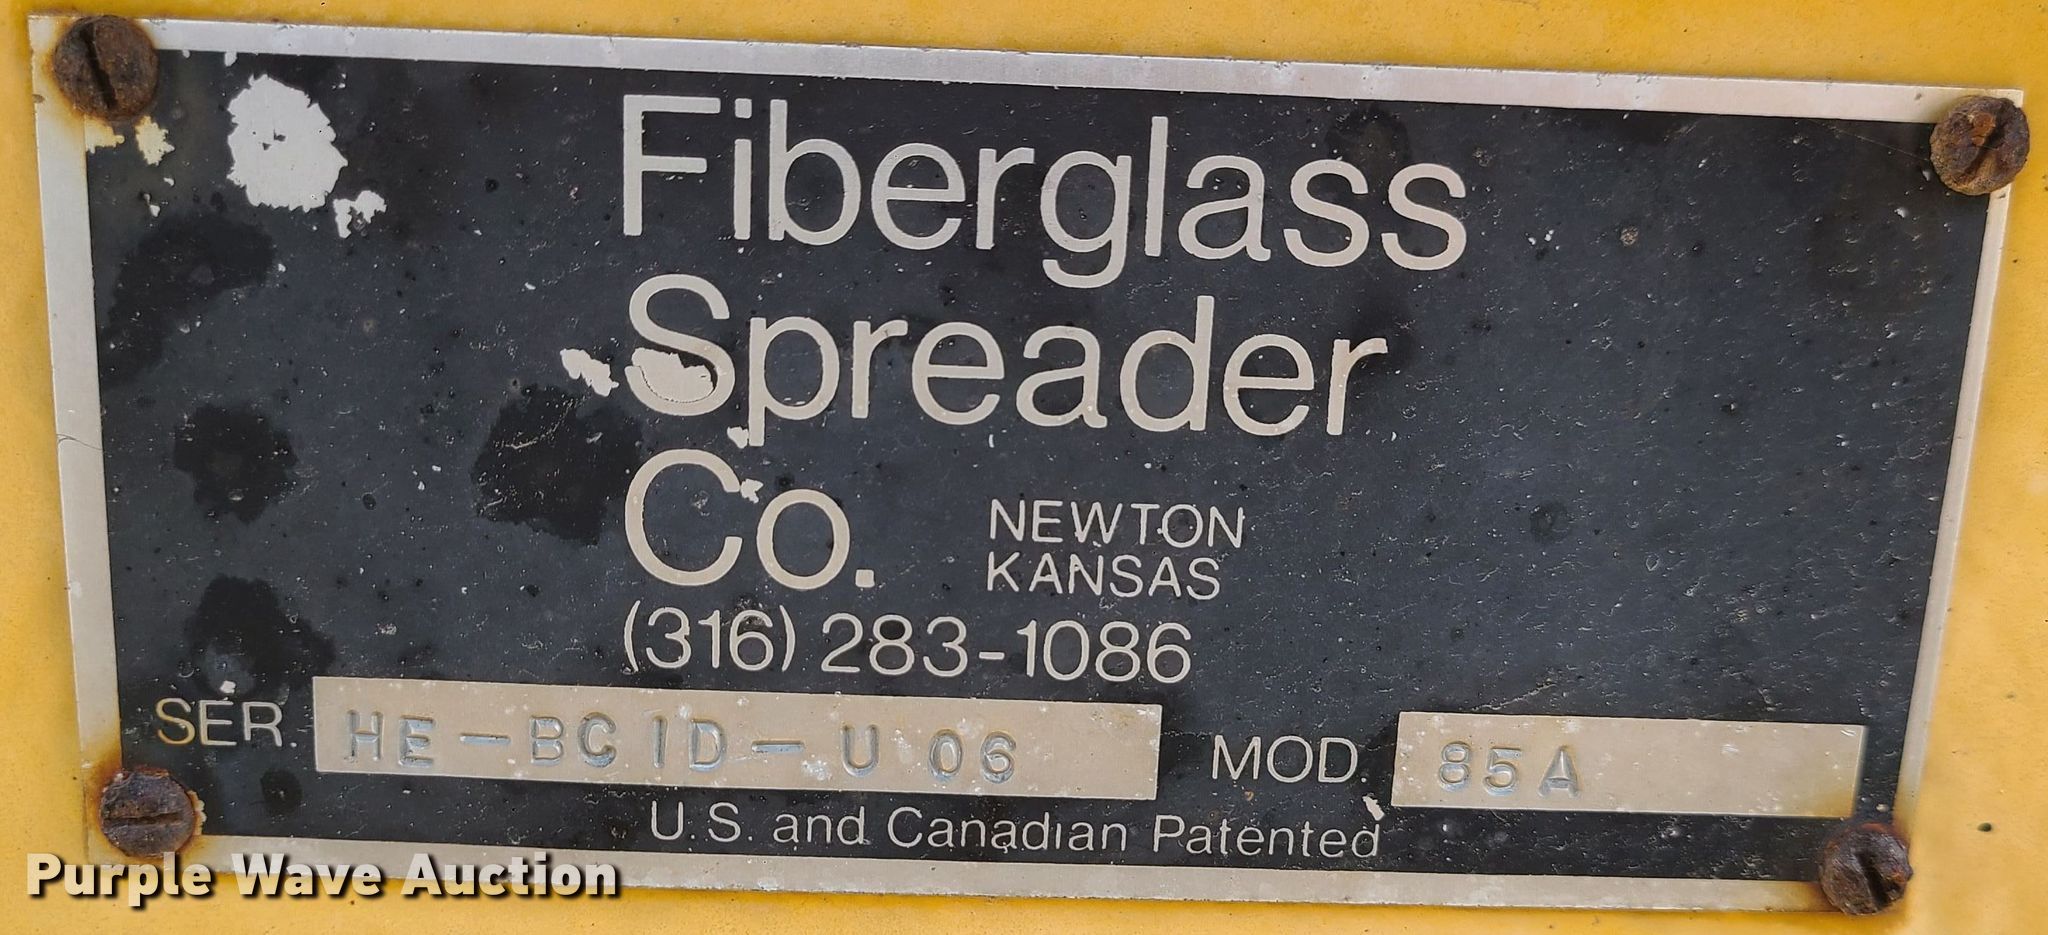 Fiberglass
Spreader
Co.
NEWTON
KANSAS
(316) 283-1086
SER. HE-BC1D-U06 MOD. 85A
U.S. and Canadian Patented
Purple Wave Auction